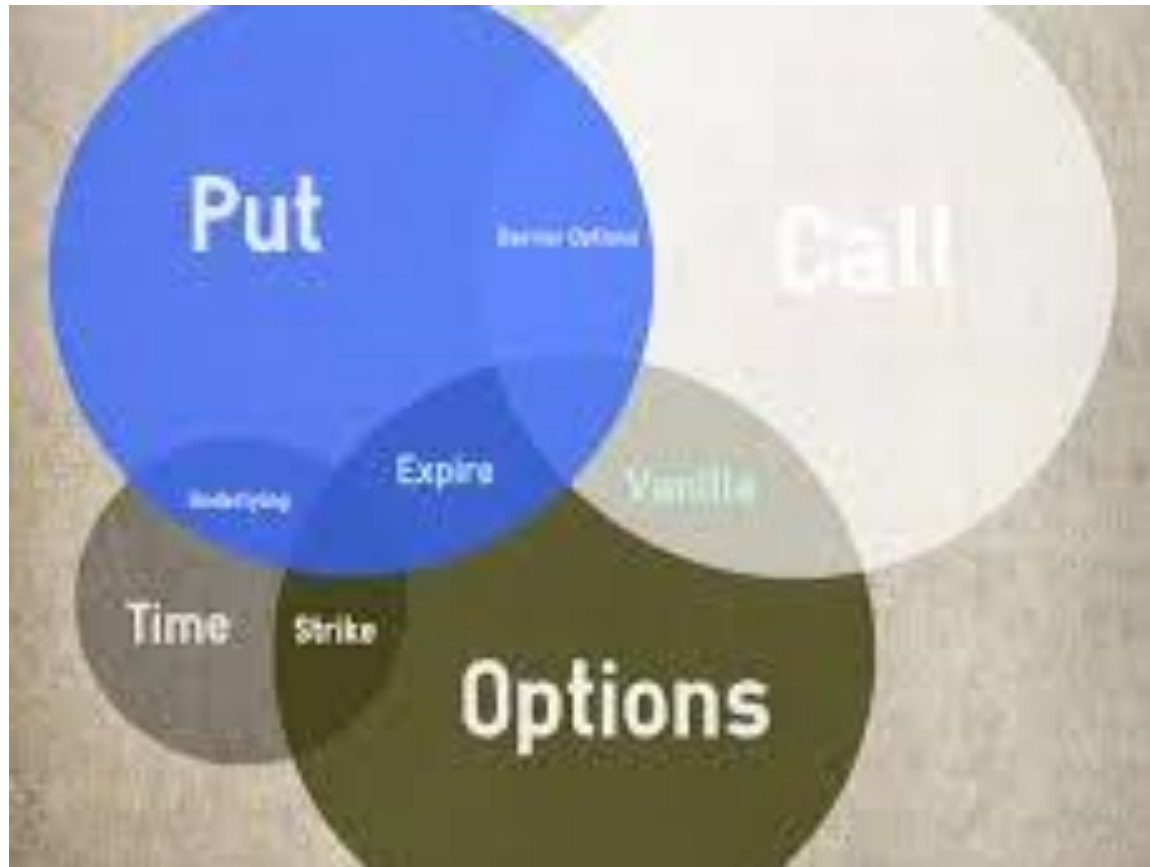 Put
Call
Barrier Options
Expire
Vanilla
Underlying
Time
Strike
Options